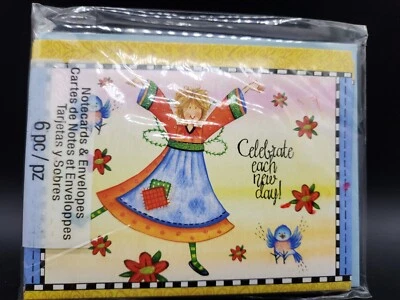 Notecards & Envelopes
Cartes de Notes et Enveloppes
Tarjetas y Sobres
6 pc / pz
Celebrate
each
new
day!